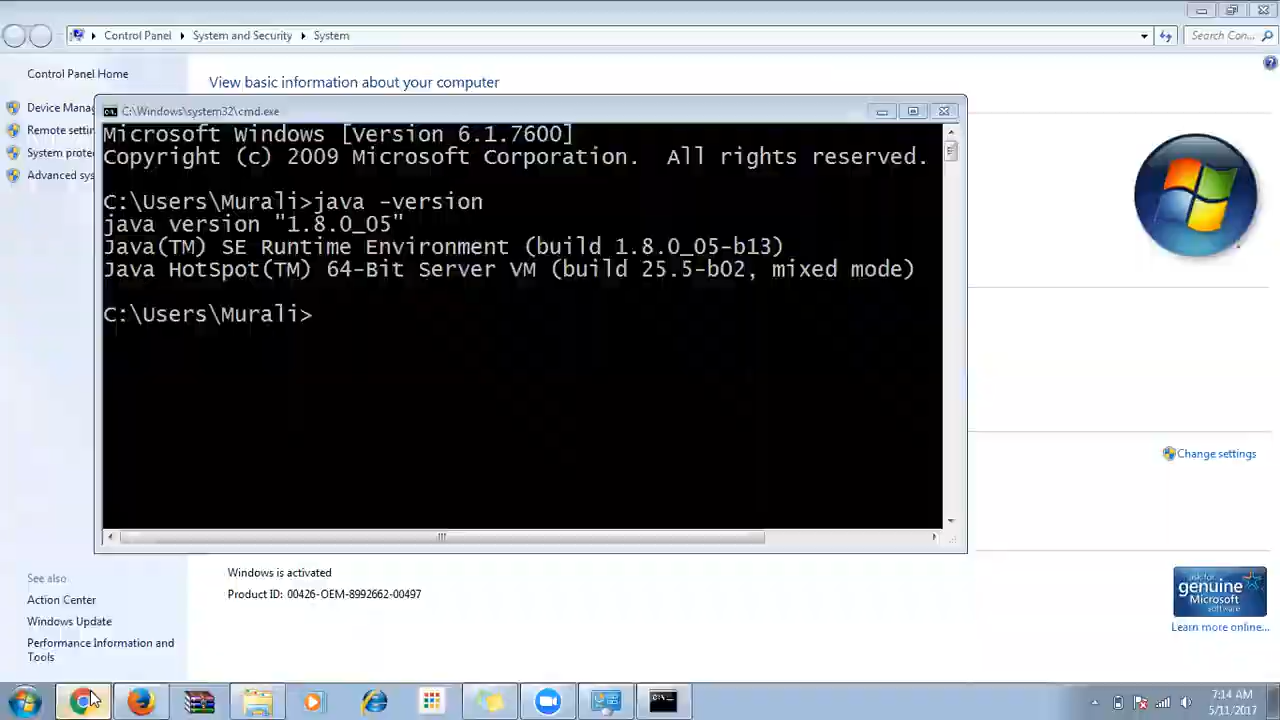 Control Panel
System and Security
System
Search Con...
Control Panel Home
View basic information about your computer
Device Mana
Remote settin
System prote
Advanced sys
C:\Windows\system32\cmd.exe
Microsoft Windows [Version 6.1.7600]
Copyright (c) 2009 Microsoft Corporation.  All rights reserved.
C:\Users\Murali>java -version
java version "1.8.0_05"
Java(TM) SE Runtime Environment (build 1.8.0_05-b13)
Java HotSpot(TM) 64-Bit Server VM (build 25.5-b02, mixed mode)
C:\Users\Murali>
Change settings
Windows is activated
Product ID: 00426-OEM-8992662-00497
See also
Action Center
Windows Update
Performance Information and
Tools
ask for
genuine
Microsoft
software
Learn more online...
7:14 AM
5/11/2017